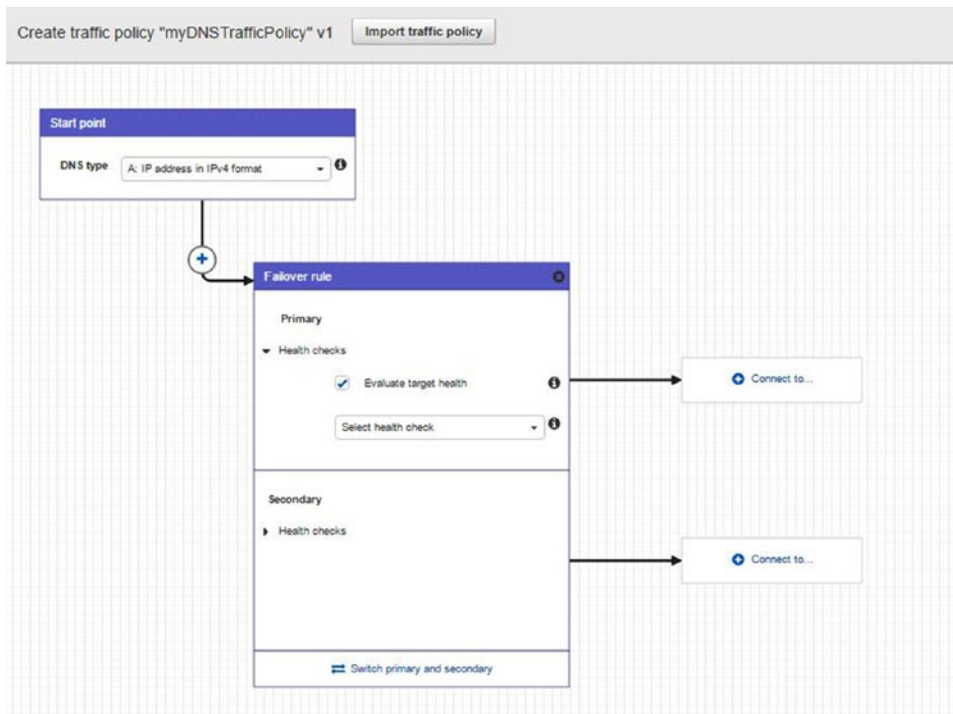 Create traffic policy "myDNSTrafficPolicy" v1 Import traffic policy
Start point
DNS type A: IP address in IPv4 format
Failover rule
Primary
Health checks
Evaluate target health
Connect to...
Select health check
Secondary
Health checks
Connect to...
Switch primary and secondary